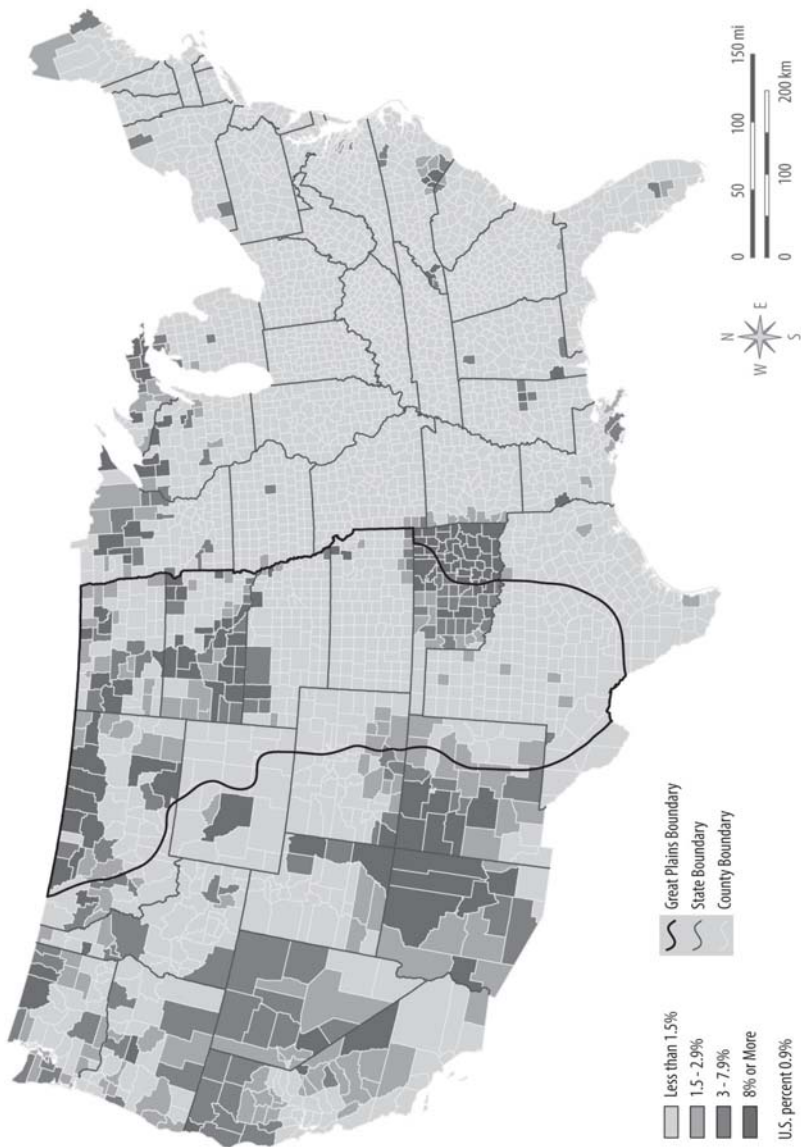 Less than 1.5%
1.5 - 2.9%
3 - 7.9%
8% or More
U.S. percent 0.9%
Great Plains Boundary
State Boundary
County Boundary
N
W E
S
0 50 100 150 mi
0 100 200 km